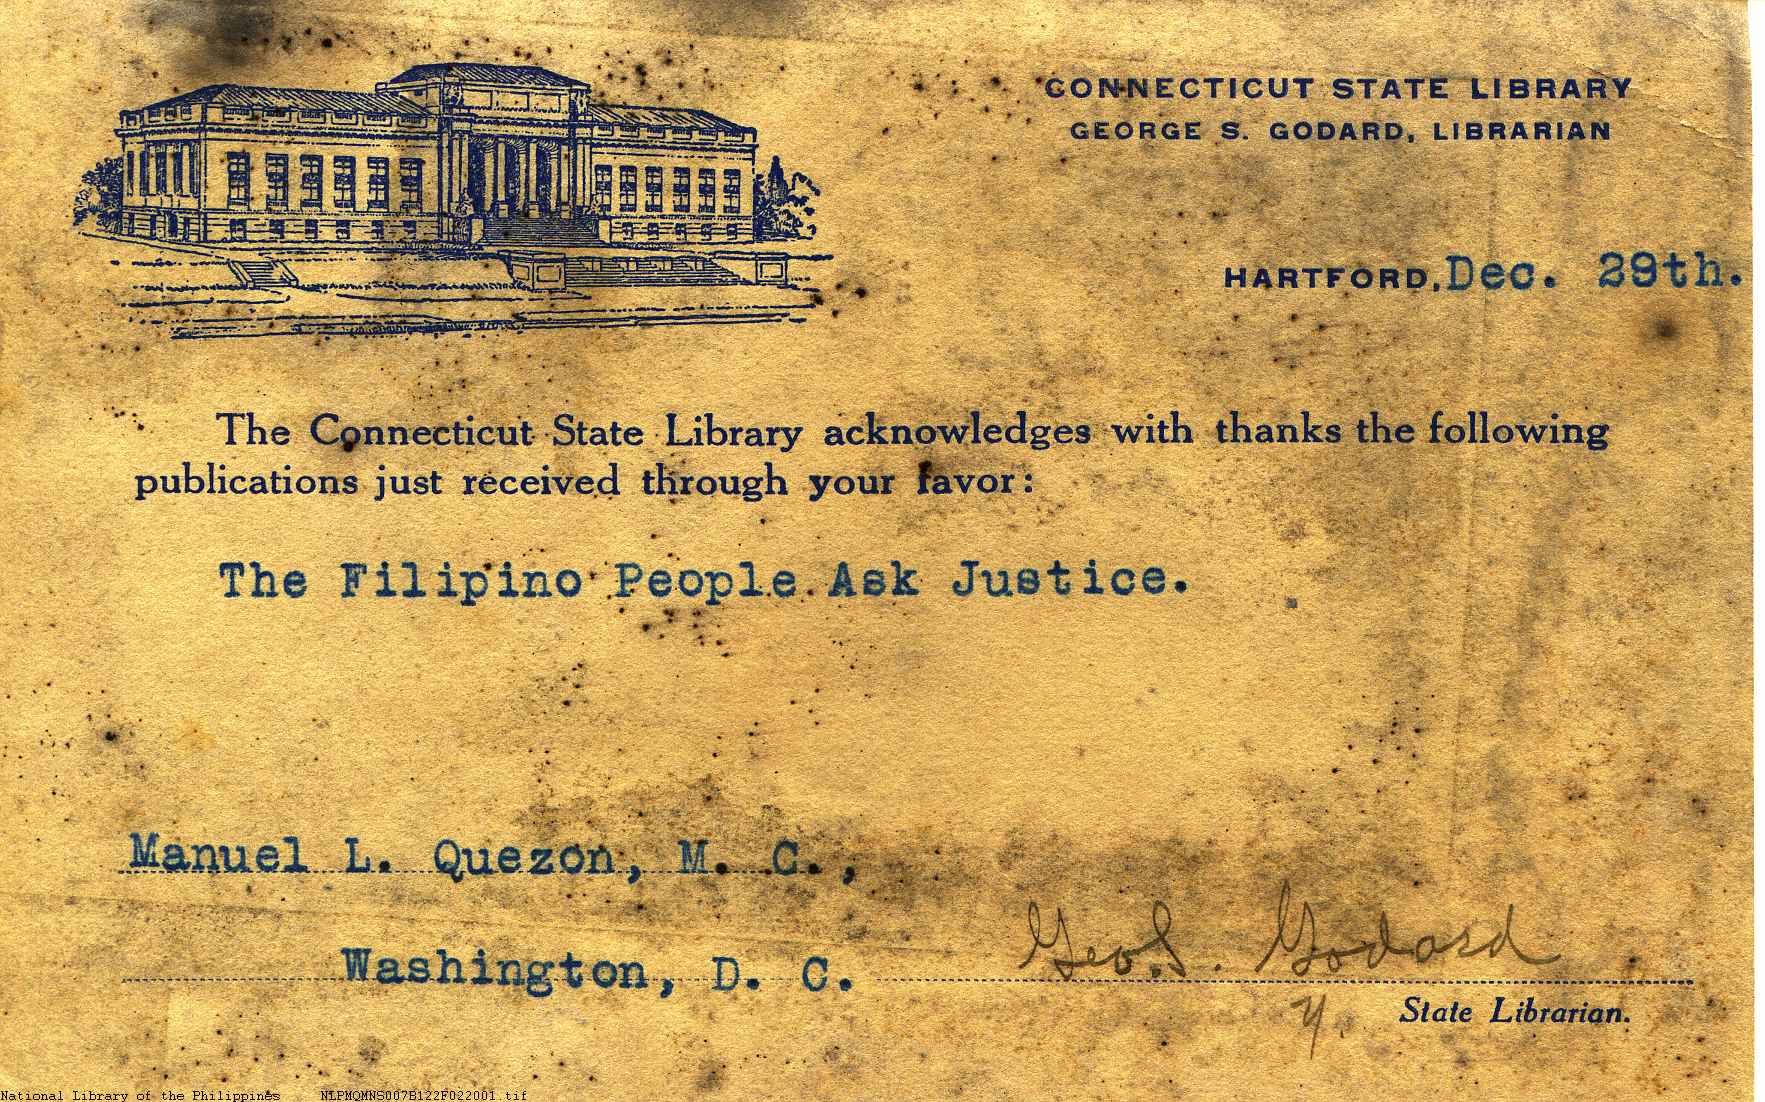 CONNECTICUT STATE LIBRARY
GEORGE S. GODARD, LIBRARIAN
HARTFORD, Dec. 29th.
The Connecticut State Library acknowledges with thanks the following
publications just received through your favor:
The Filipino People Ask Justice.
Manuel L. Quezon, M. C.,
Washington, D. C.
Geo. S. Godard
y.
State Librarian.
National Library of the Philippines NLPMQMNS007B122F022001.tif